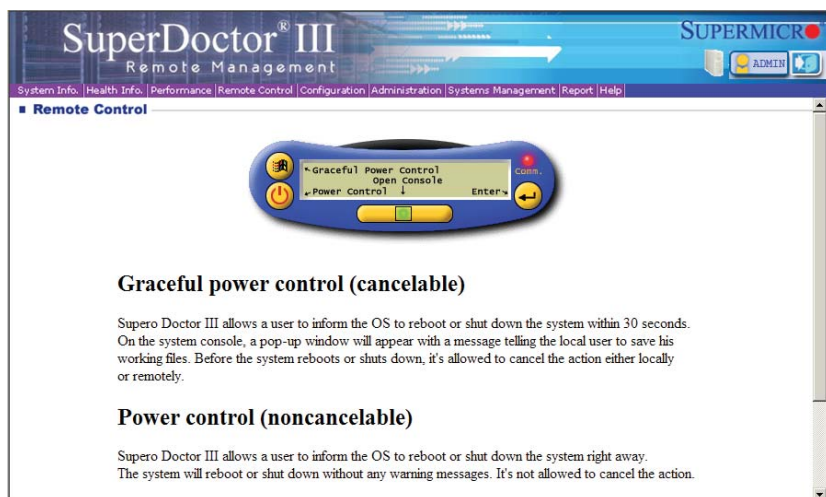 SuperDoctor® III
Remote Management
SUPERMICRO
ADMIN
System Info. |Health Info. |Performance |Remote Control |Configuration |Administration |Systems Management |Report |Help|
Remote Control
Graceful Power Control
Open Console
Power Control
Enter
Comm.
Graceful power control (cancelable)
Supero Doctor III allows a user to inform the OS to reboot or shut down the system within 30 seconds.
On the system console, a pop-up window will appear with a message telling the local user to save his
working files. Before the system reboots or shuts down, it's allowed to cancel the action either locally
or remotely.
Power control (noncancelable)
Supero Doctor III allows a user to inform the OS to reboot or shut down the system right away.
The system will reboot or shut down without any warning messages. It's not allowed to cancel the action.